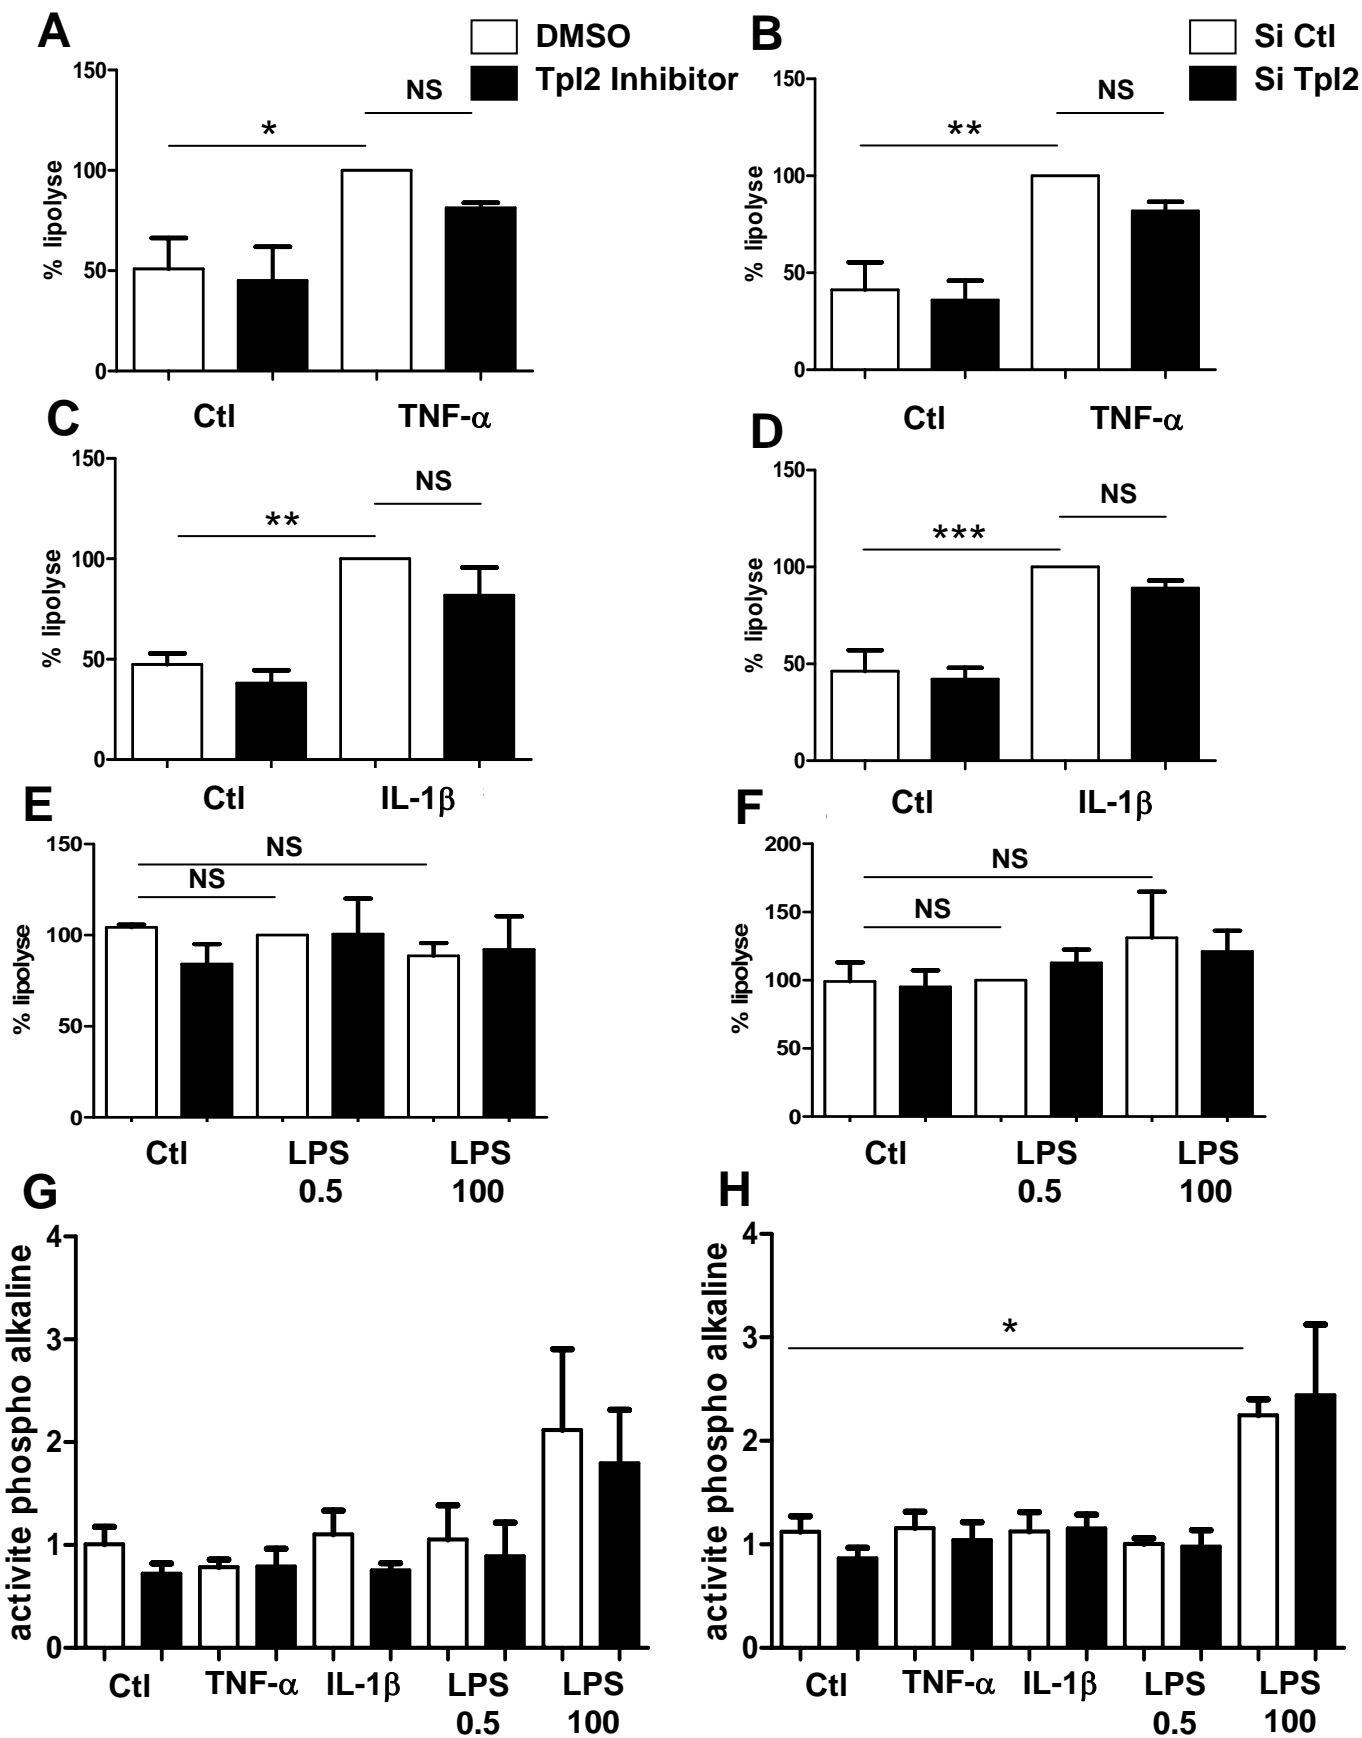 A
DMSO
Tpl2 Inhibitor
150
100
50
0
% lipolyse
*
NS
Ctl TNF-α
B
Si Ctl
Si Tpl2
150
100
50
0
% lipolyse
**
NS
Ctl TNF-α
C
150
100
50
0
% lipolyse
**
NS
Ctl IL-1β
D
150
100
50
0
% lipolyse
***
NS
Ctl IL-1β
E
150
100
50
0
% lipolyse
NS
NS
Ctl LPS LPS
0.5 100
F
200
150
100
50
0
% lipolyse
NS
NS
Ctl LPS LPS
0.5 100
G
4
3
2
1
0
activite phospho alkaline
Ctl TNF-α IL-1β LPS LPS
0.5 100
H
4
3
2
1
0
activite phospho alkaline
*
Ctl TNF-α IL-1β LPS LPS
0.5 100